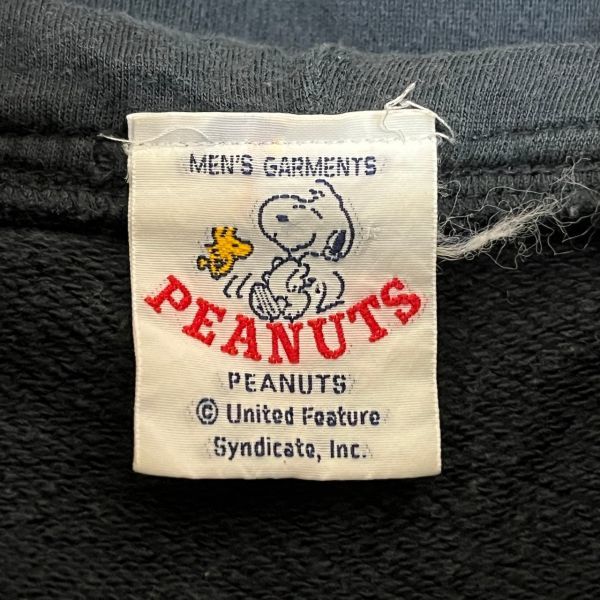 MEN'S GARMENTS
PEANUTS
PEANUTS
© United Feature
Syndicate, Inc.